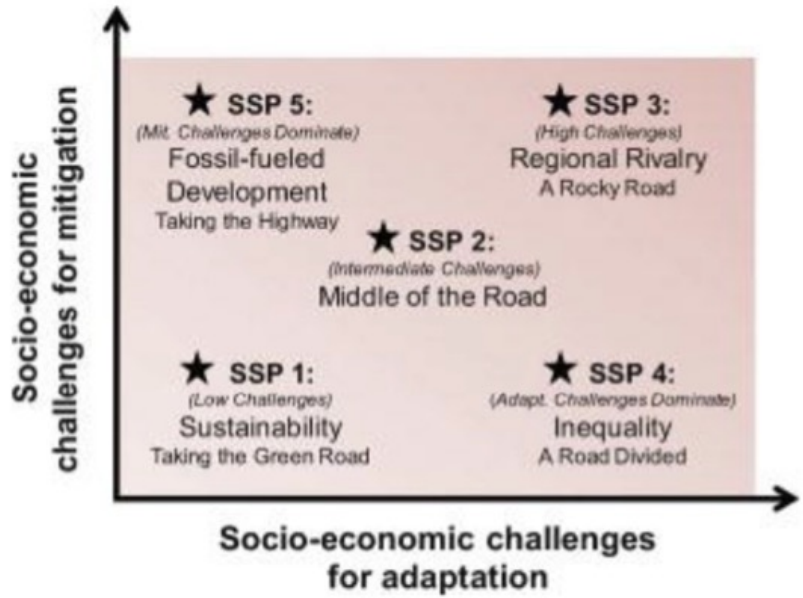 Socio-economic
challenges for mitigation
★ SSP 5:
(Mit. Challenges Dominate)
Fossil-fueled
Development
Taking the Highway
★ SSP 3:
(High Challenges)
Regional Rivalry
A Rocky Road
★ SSP 2:
(Intermediate Challenges)
Middle of the Road
★ SSP 1:
(Low Challenges)
Sustainability
Taking the Green Road
★ SSP 4:
(Adapt. Challenges Dominate)
Inequality
A Road Divided
Socio-economic challenges
for adaptation